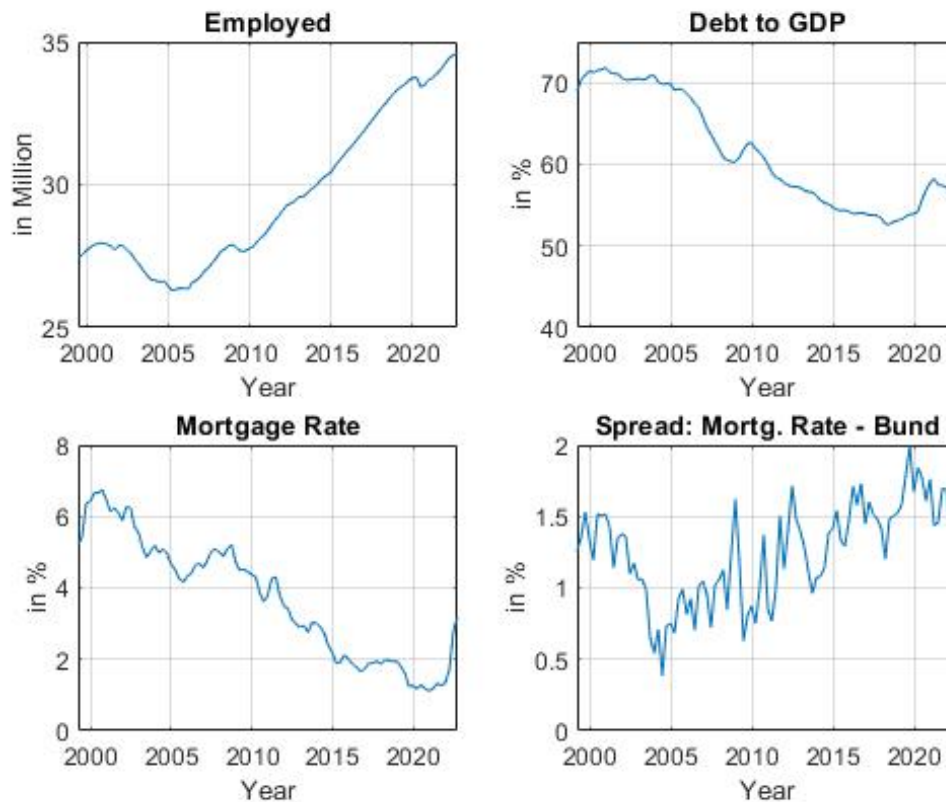 Employed
35
30
25
in Million
2000 2005 2010 2015 2020
Year
Debt to GDP
70
60
50
40
in %
2000 2005 2010 2015 2020
Year
Mortgage Rate
8
6
4
2
0
in %
2000 2005 2010 2015 2020
Year
Spread: Mortg. Rate - Bund
2
1.5
1
0.5
0
in %
2000 2005 2010 2015 2020
Year